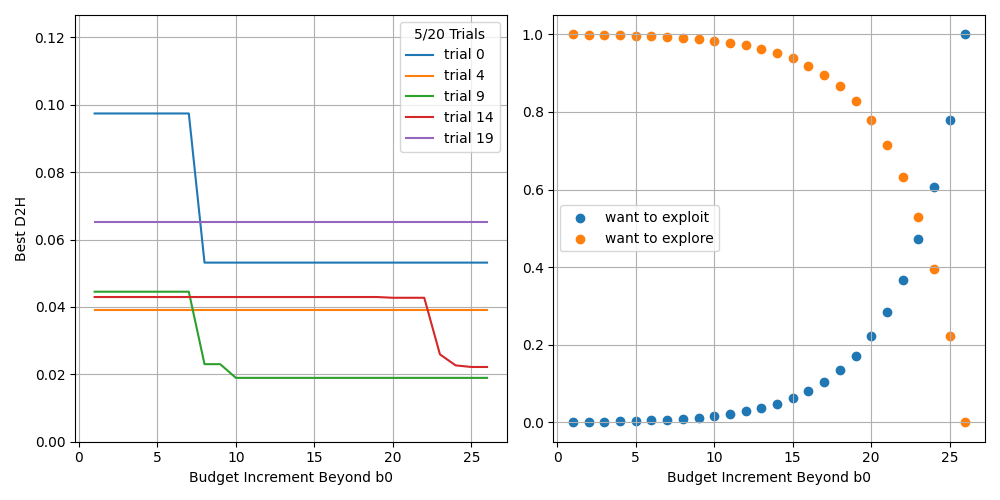 0.12
0.10
0.08
0.06
0.04
0.02
0.00
Best D2H
0 5 10 15 20 25
Budget Increment Beyond b0
5/20 Trials
trial 0
trial 4
trial 9
trial 14
trial 19
1.0
0.8
0.6
0.4
0.2
0.0
0 5 10 15 20 25
Budget Increment Beyond b0
want to exploit
want to explore